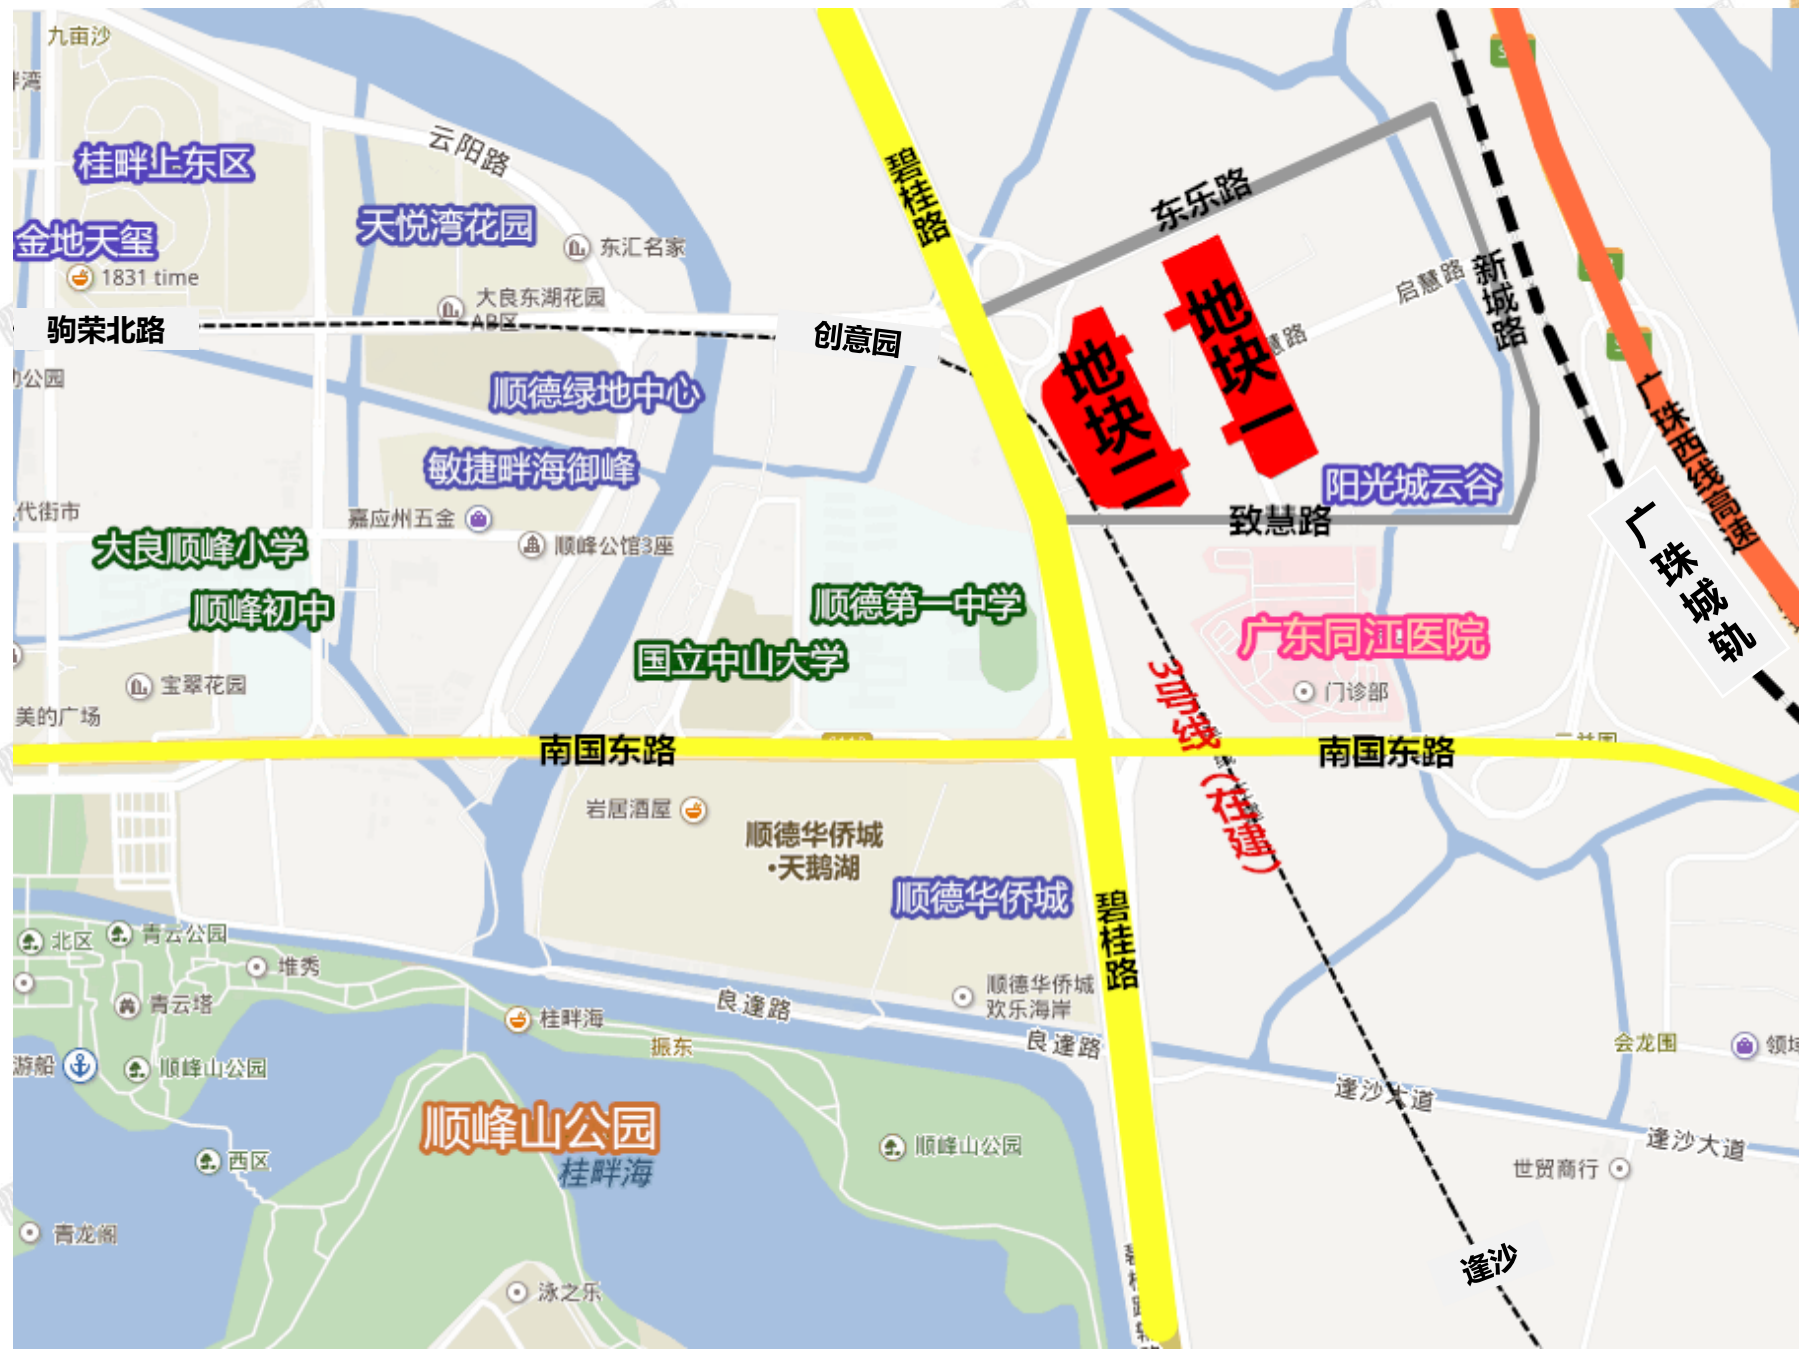 九亩沙
半湾
桂畔上东区
云阳路
碧桂路
东乐路
金地天玺
天悦湾花园
东汇名家
1831 time
大良东湖花园
AB区
启慧路
新城路
驹荣北路
创意园
地块一
慧路
地块二
广珠西线高速
公园
顺德绿地中心
敏捷畔海御峰
阳光城云谷
代街市
嘉应州五金
致慧路
大良顺峰小学
顺峰公馆3座
广珠城轨
顺峰初中
顺德第一中学
广东同江医院
国立中山大学
宝翠花园
门诊部
3号线(在建)
美的广场
南国东路
南国东路
岩居酒屋
顺德华侨城
·天鹅湖
顺德华侨城
碧桂路
北区
青云公园
堆秀
顺德华侨城
欢乐海岸
青云塔
良逢路
桂畔海
良逢路
振东
会龙围
领域
游船
顺峰山公园
逢沙大道
顺峰山公园
顺峰山公园
逢沙大道
西区
桂畔海
世贸商行
青龙阁
逢沙
泳之乐